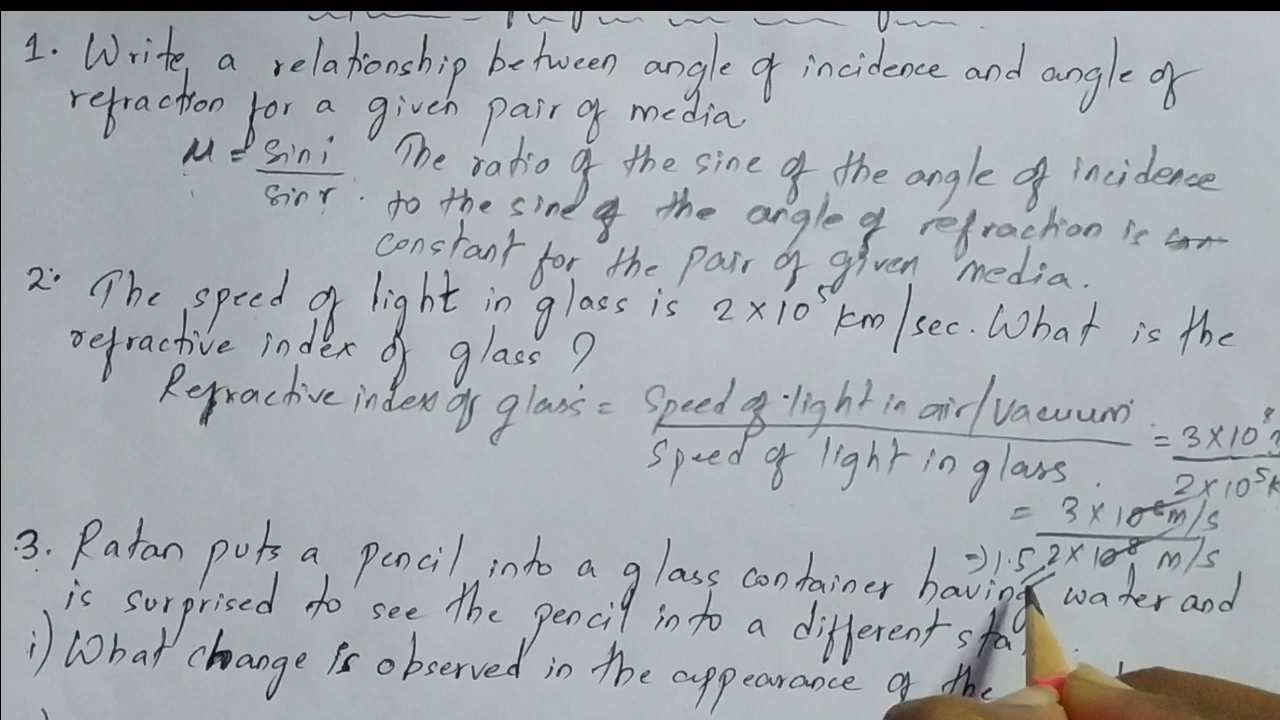 1. Write a relationship between angle of incidence and angle of
refraction for a given pair of media
μ = sin i / sin r . The ratio of the sine of the angle of incidence
to the sine of the angle of refraction is
constant for the pair of given media.
2. The speed of light in glass is 2 × 10⁵ km/sec. What is the
refractive index of glass ?
Refractive index of glass = Speed of light in air/vacuum / Speed of light in glass = 3 × 10⁸ / 2 × 10⁵
= 3 × 10⁸ m/s / 2 × 10⁸ m/s
⇒ 1.5
3. Ratan puts a pencil into a glass container having water and
is surprised to see the pencil into a different
i) What change is observed in the appearance of the